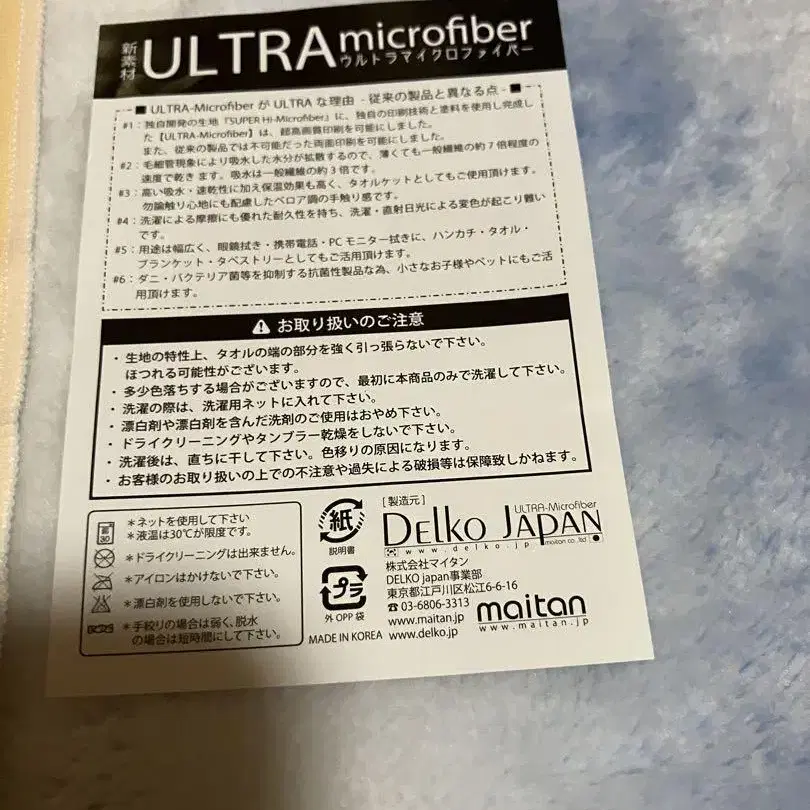 新素材 ULTRA microfiber
ウルトラマイクロファイバー
■ ULTRA-Microfiber が ULTRA な理由 - 従来の製品と異なる点 - ■
#1：独自開発の生地『SUPER Hi-Microfiber』に、独自の印刷技術と塗料を使用し完成し
た【ULTRA-Microfiber】は、超高画質印刷を可能にしました。
また、従来の製品では不可能だった両面印刷を可能にしました。
#2：毛細管現象により吸水した水分が拡散するので、薄くても一般繊維の約7倍程度の
速度で乾き ます。吸水は一般繊維の約3倍です。
#3：高い吸水・速乾性に加え保温効果も高く、タオルケットとしてもご使用頂けます。
勿論触り心地にも配慮したベロア調の手触り感です。
#4：洗濯による摩擦にも優れた耐久性を持ち、洗濯・直射日光による変色が起こり難い
です。
#5：用途は幅広く、眼鏡拭き・携帯電話・PCモニター拭きに、ハンカチ・タオル・
ブランケット・タペストリーとしてもご活用頂けます。
#6：ダニ・バクテリア菌等を抑制する抗菌性製品な為、小さなお子様やペットにもご活
用頂けます。
お取り扱いのご注意
・生地の特性上、タオルの端の部分を強く引っ張らないで下さい。
ほつれる可能性がございます。
・多少色落ちする場合がございますので、最初に本商品のみで洗濯して下さい。
・洗濯の際は、洗濯用ネットに入れて下さい。
・漂白剤や漂白剤を含んだ洗剤のご使用はおやめ下さい。
・ドライクリーニングやタンブラー乾燥をしないで下さい。
・洗濯後は、直ちに干して下さい。色移りの原因になります。
・お客様のお取り扱いの上での不注意や過失による破損等は保障致しかねます。
30
＊ネットを使用して下さい
＊液温は30℃が限度です。
＊ドライクリーニングは出来ません。
＊アイロンはかけないで下さい。
＊漂白剤を使用しないで下さい。
＊手絞りの場合は弱く、脱水
の場合は短時間にして下さい。
紙
説明書
プラ
外 OPP 袋
MADE IN KOREA
[ 製造元 ]
ULTRA-Microfiber
DELKO JAPAN
www.delko.jp maitan co.,ltd
株式会社マイタン
DELKO japan事業部
東京都江戸川区松江6-6-16
☎ 03-6806-3313
www.maitan.jp
www.delko.jp
maitan
www.maitan.jp